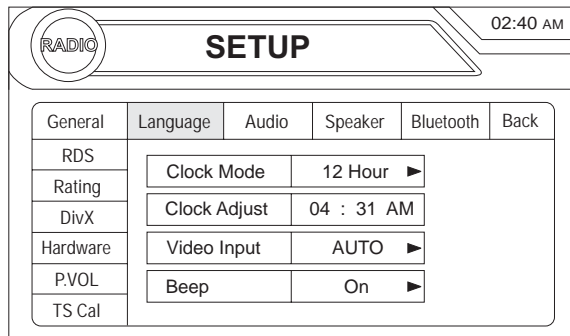 RADIO
SETUP
02:40 AM
General Language Audio Speaker Bluetooth Back
RDS
Rating
DivX
Hardware
P.VOL
TS Cal
Clock Mode 12 Hour
Clock Adjust 04 : 31 AM
Video Input AUTO
Beep On